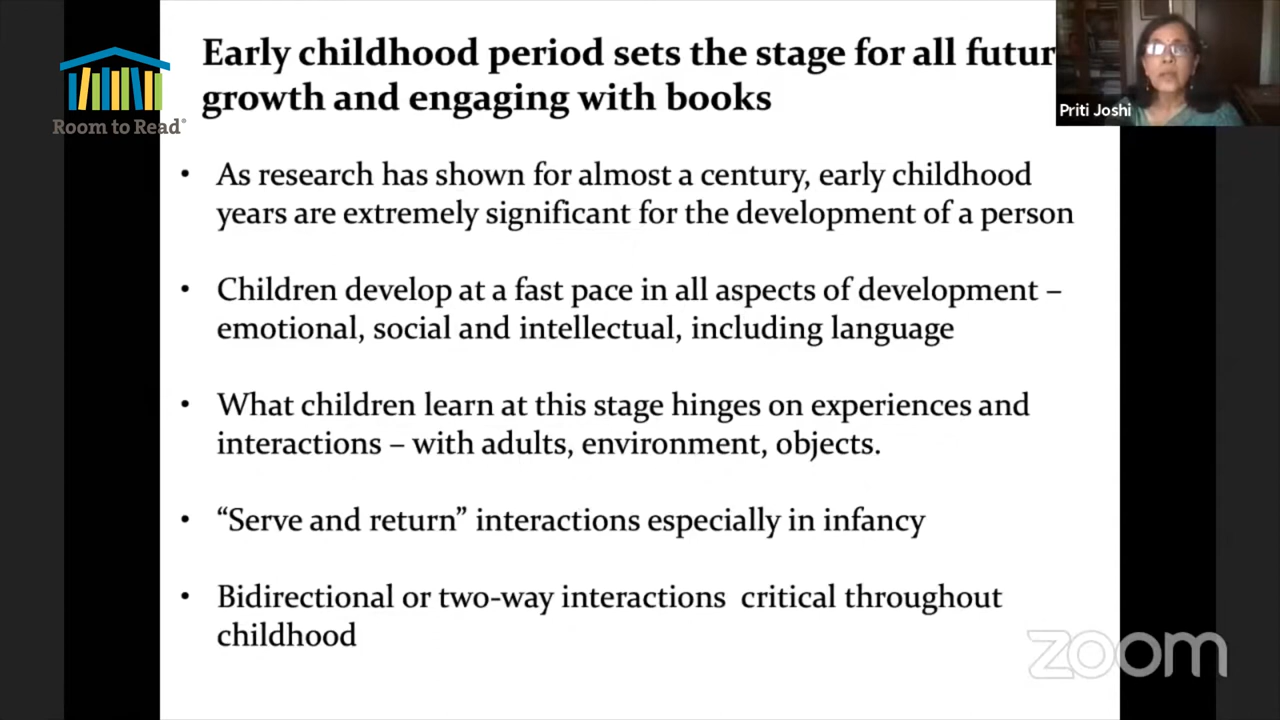 Early childhood period sets the stage for all futur
growth and engaging with books
Room to Read®
Priti Joshi
• As research has shown for almost a century, early childhood
years are extremely significant for the development of a person
• Children develop at a fast pace in all aspects of development –
emotional, social and intellectual, including language
• What children learn at this stage hinges on experiences and
interactions – with adults, environment, objects.
• “Serve and return” interactions especially in infancy
• Bidirectional or two-way interactions critical throughout
childhood
zoom